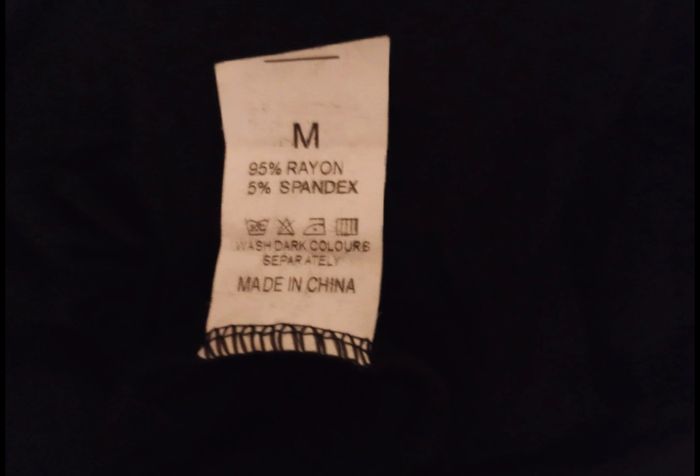 M
95% RAYON
5% SPANDEX
WASH DARK COLOURS
SEPARATELY
MADE IN CHINA